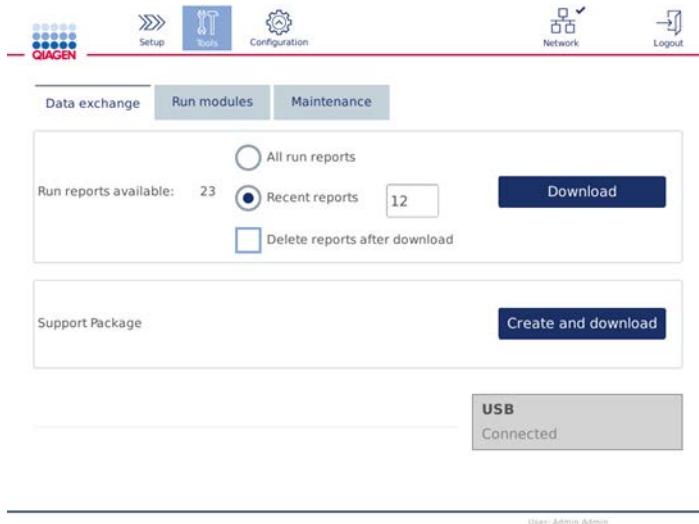 QIAGEN
Setup
Tools
Configuration
Network
Logout
Data exchange
Run modules
Maintenance
All run reports
Run reports available: 23
Recent reports 12
Download
Delete reports after download
Support Package
Create and download
USB
Connected
User: Admin Admin